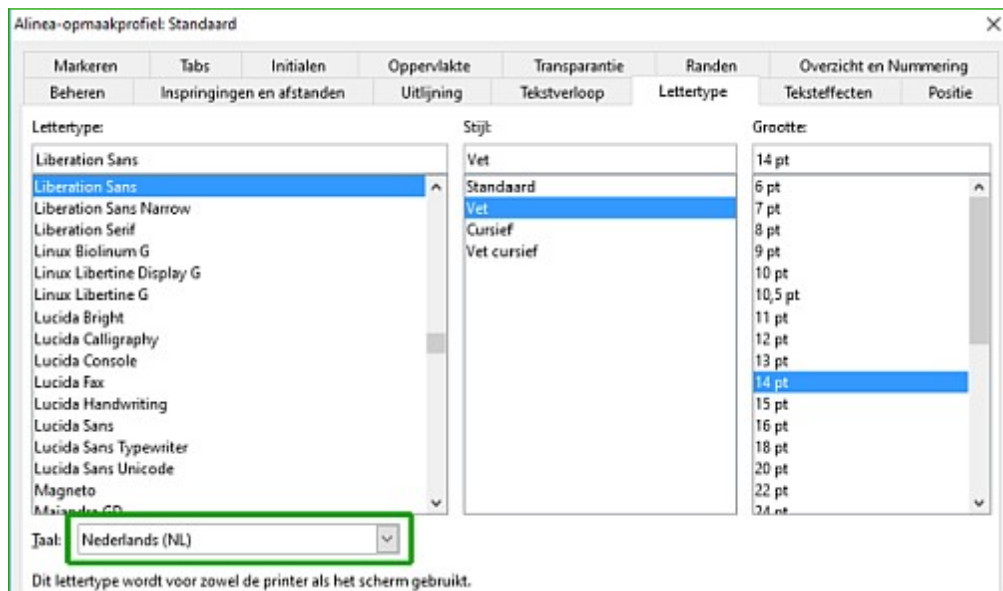 Alinea-opmaakprofiel: Standaard
Markeren Tabs Initialen Oppervlakte Transparantie Randen Overzicht en Nummering
Beheren Inspringingen en afstanden Uitlijning Tekstverloop Lettertype Teksteffecten Positie
Lettertype: Stijl: Grootte:
Liberation Sans Vet 14 pt
Liberation Sans Standaard 6 pt
Liberation Sans Narrow Vet 7 pt
Liberation Serif Cursief 8 pt
Linux Biolinum G Vet cursief 9 pt
Linux Libertine Display G 10 pt
Linux Libertine G 10,5 pt
Lucida Bright 11 pt
Lucida Calligraphy 12 pt
Lucida Console 13 pt
Lucida Fax 14 pt
Lucida Handwriting 15 pt
Lucida Sans 16 pt
Lucida Sans Typewriter 18 pt
Lucida Sans Unicode 20 pt
Magneto 22 pt
Maiandra GD 24 pt
Taal: Nederlands (NL)
Dit lettertype wordt voor zowel de printer als het scherm gebruikt.